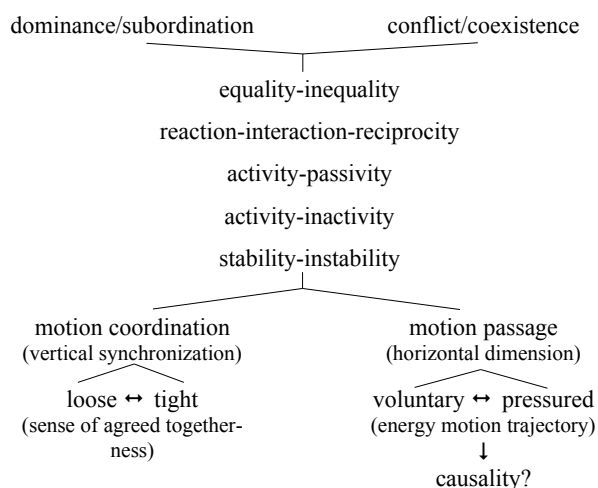 dominance/subordination conflict/coexistence
equality-inequality
reaction-interaction-reciprocity
activity-passivity
activity-inactivity
stability-instability
motion coordination
(vertical synchronization)
motion passage
(horizontal dimension)
loose ↔ tight
(sense of agreed together-
ness)
voluntary ↔ pressured
(energy motion trajectory)
↓
causality?